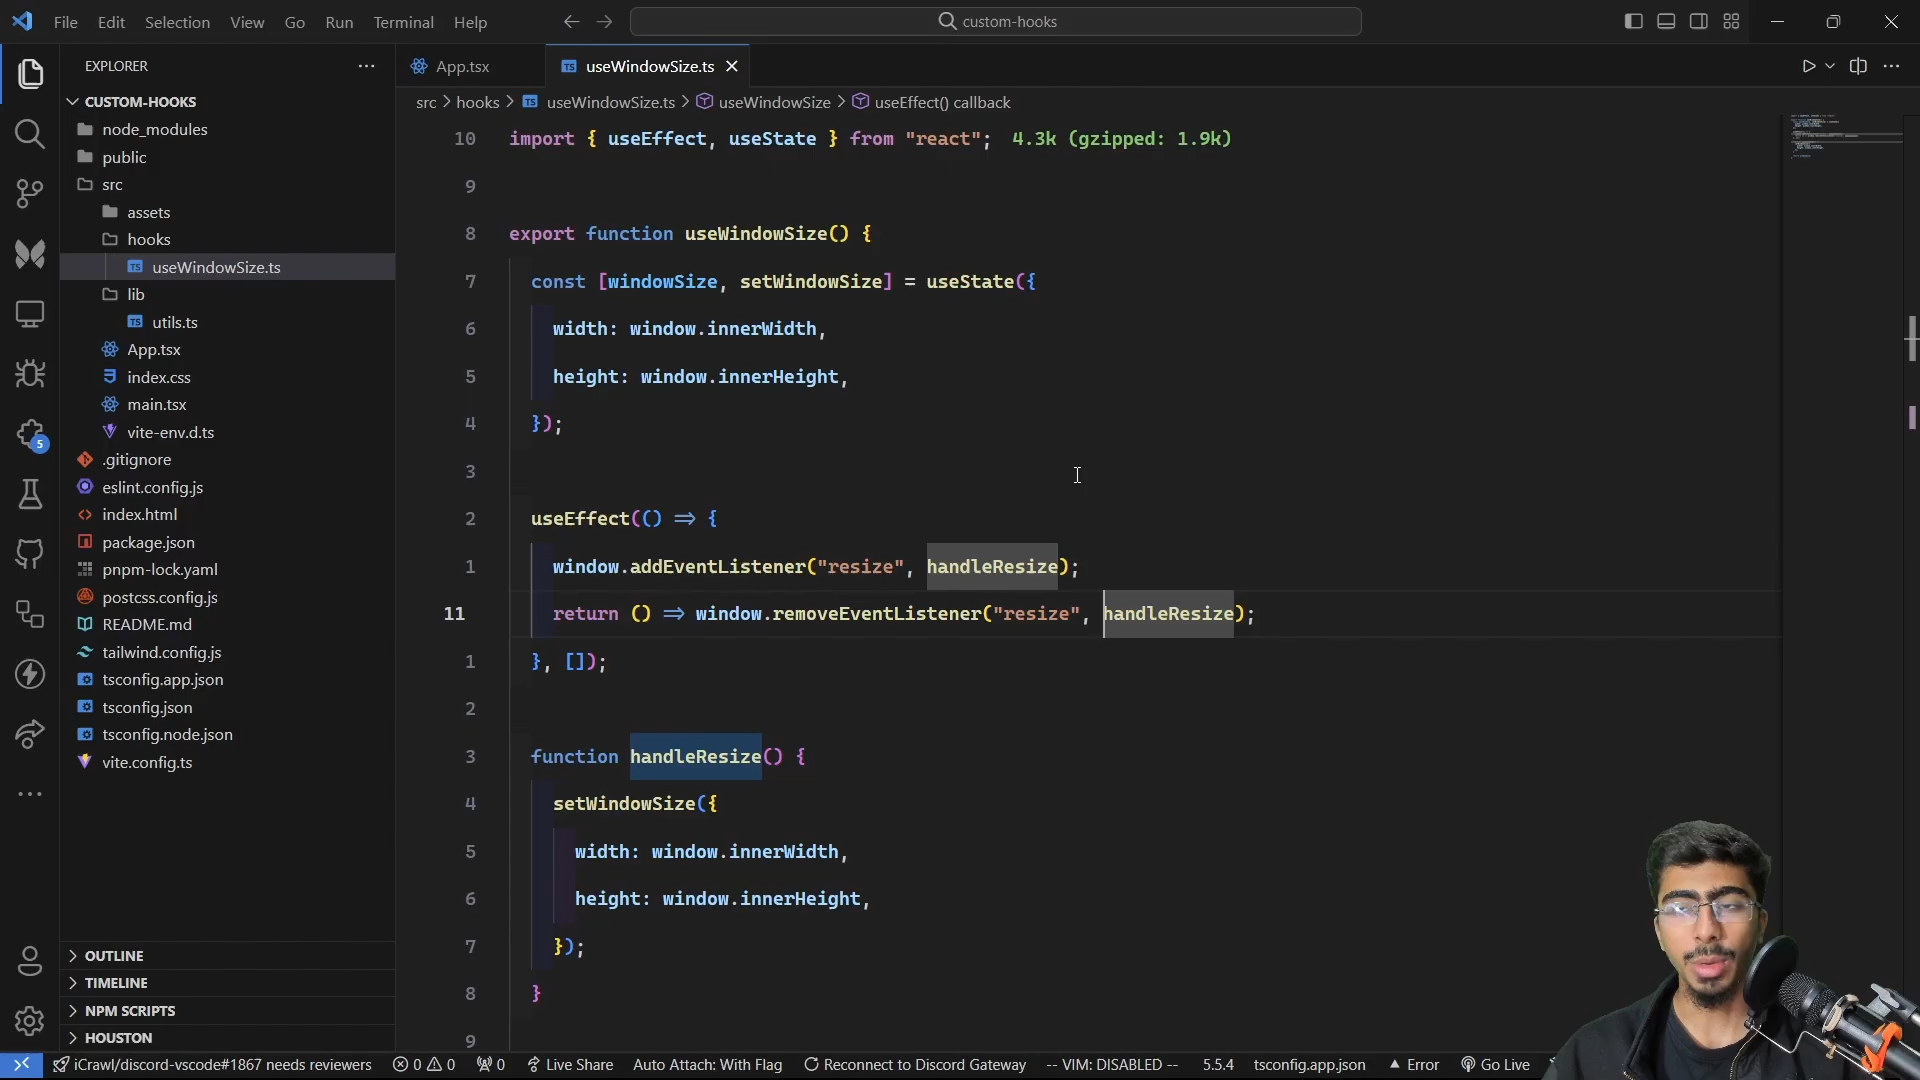 File Edit Selection View Go Run Terminal Help
custom-hooks
EXPLORER
CUSTOM-HOOKS
node_modules
public
src
assets
hooks
useWindowSize.ts
lib
utils.ts
App.tsx
index.css
main.tsx
vite-env.d.ts
.gitignore
eslint.config.js
index.html
package.json
pnpm-lock.yaml
postcss.config.js
README.md
tailwind.config.js
tsconfig.app.json
tsconfig.json
tsconfig.node.json
vite.config.ts
OUTLINE
TIMELINE
NPM SCRIPTS
HOUSTON
5
App.tsx
useWindowSize.ts
src > hooks > useWindowSize.ts > useWindowSize > useEffect() callback
10 import { useEffect, useState } from "react"; 4.3k (gzipped: 1.9k)
9
8 export function useWindowSize() {
7 const [windowSize, setWindowSize] = useState({
6 width: window.innerWidth,
5 height: window.innerHeight,
4 });
3
2 useEffect(() => {
1 window.addEventListener("resize", handleResize);
11 return () => window.removeEventListener("resize", handleResize);
1 }, []);
2
3 function handleResize() {
4 setWindowSize({
5 width: window.innerWidth,
6 height: window.innerHeight,
7 });
8 }
9
iCrawl/discord-vscode#1867 needs reviewers 0 0 0 Live Share Auto Attach: With Flag Reconnect to Discord Gateway -- VIM: DISABLED -- 5.5.4 tsconfig.app.json Error Go Live